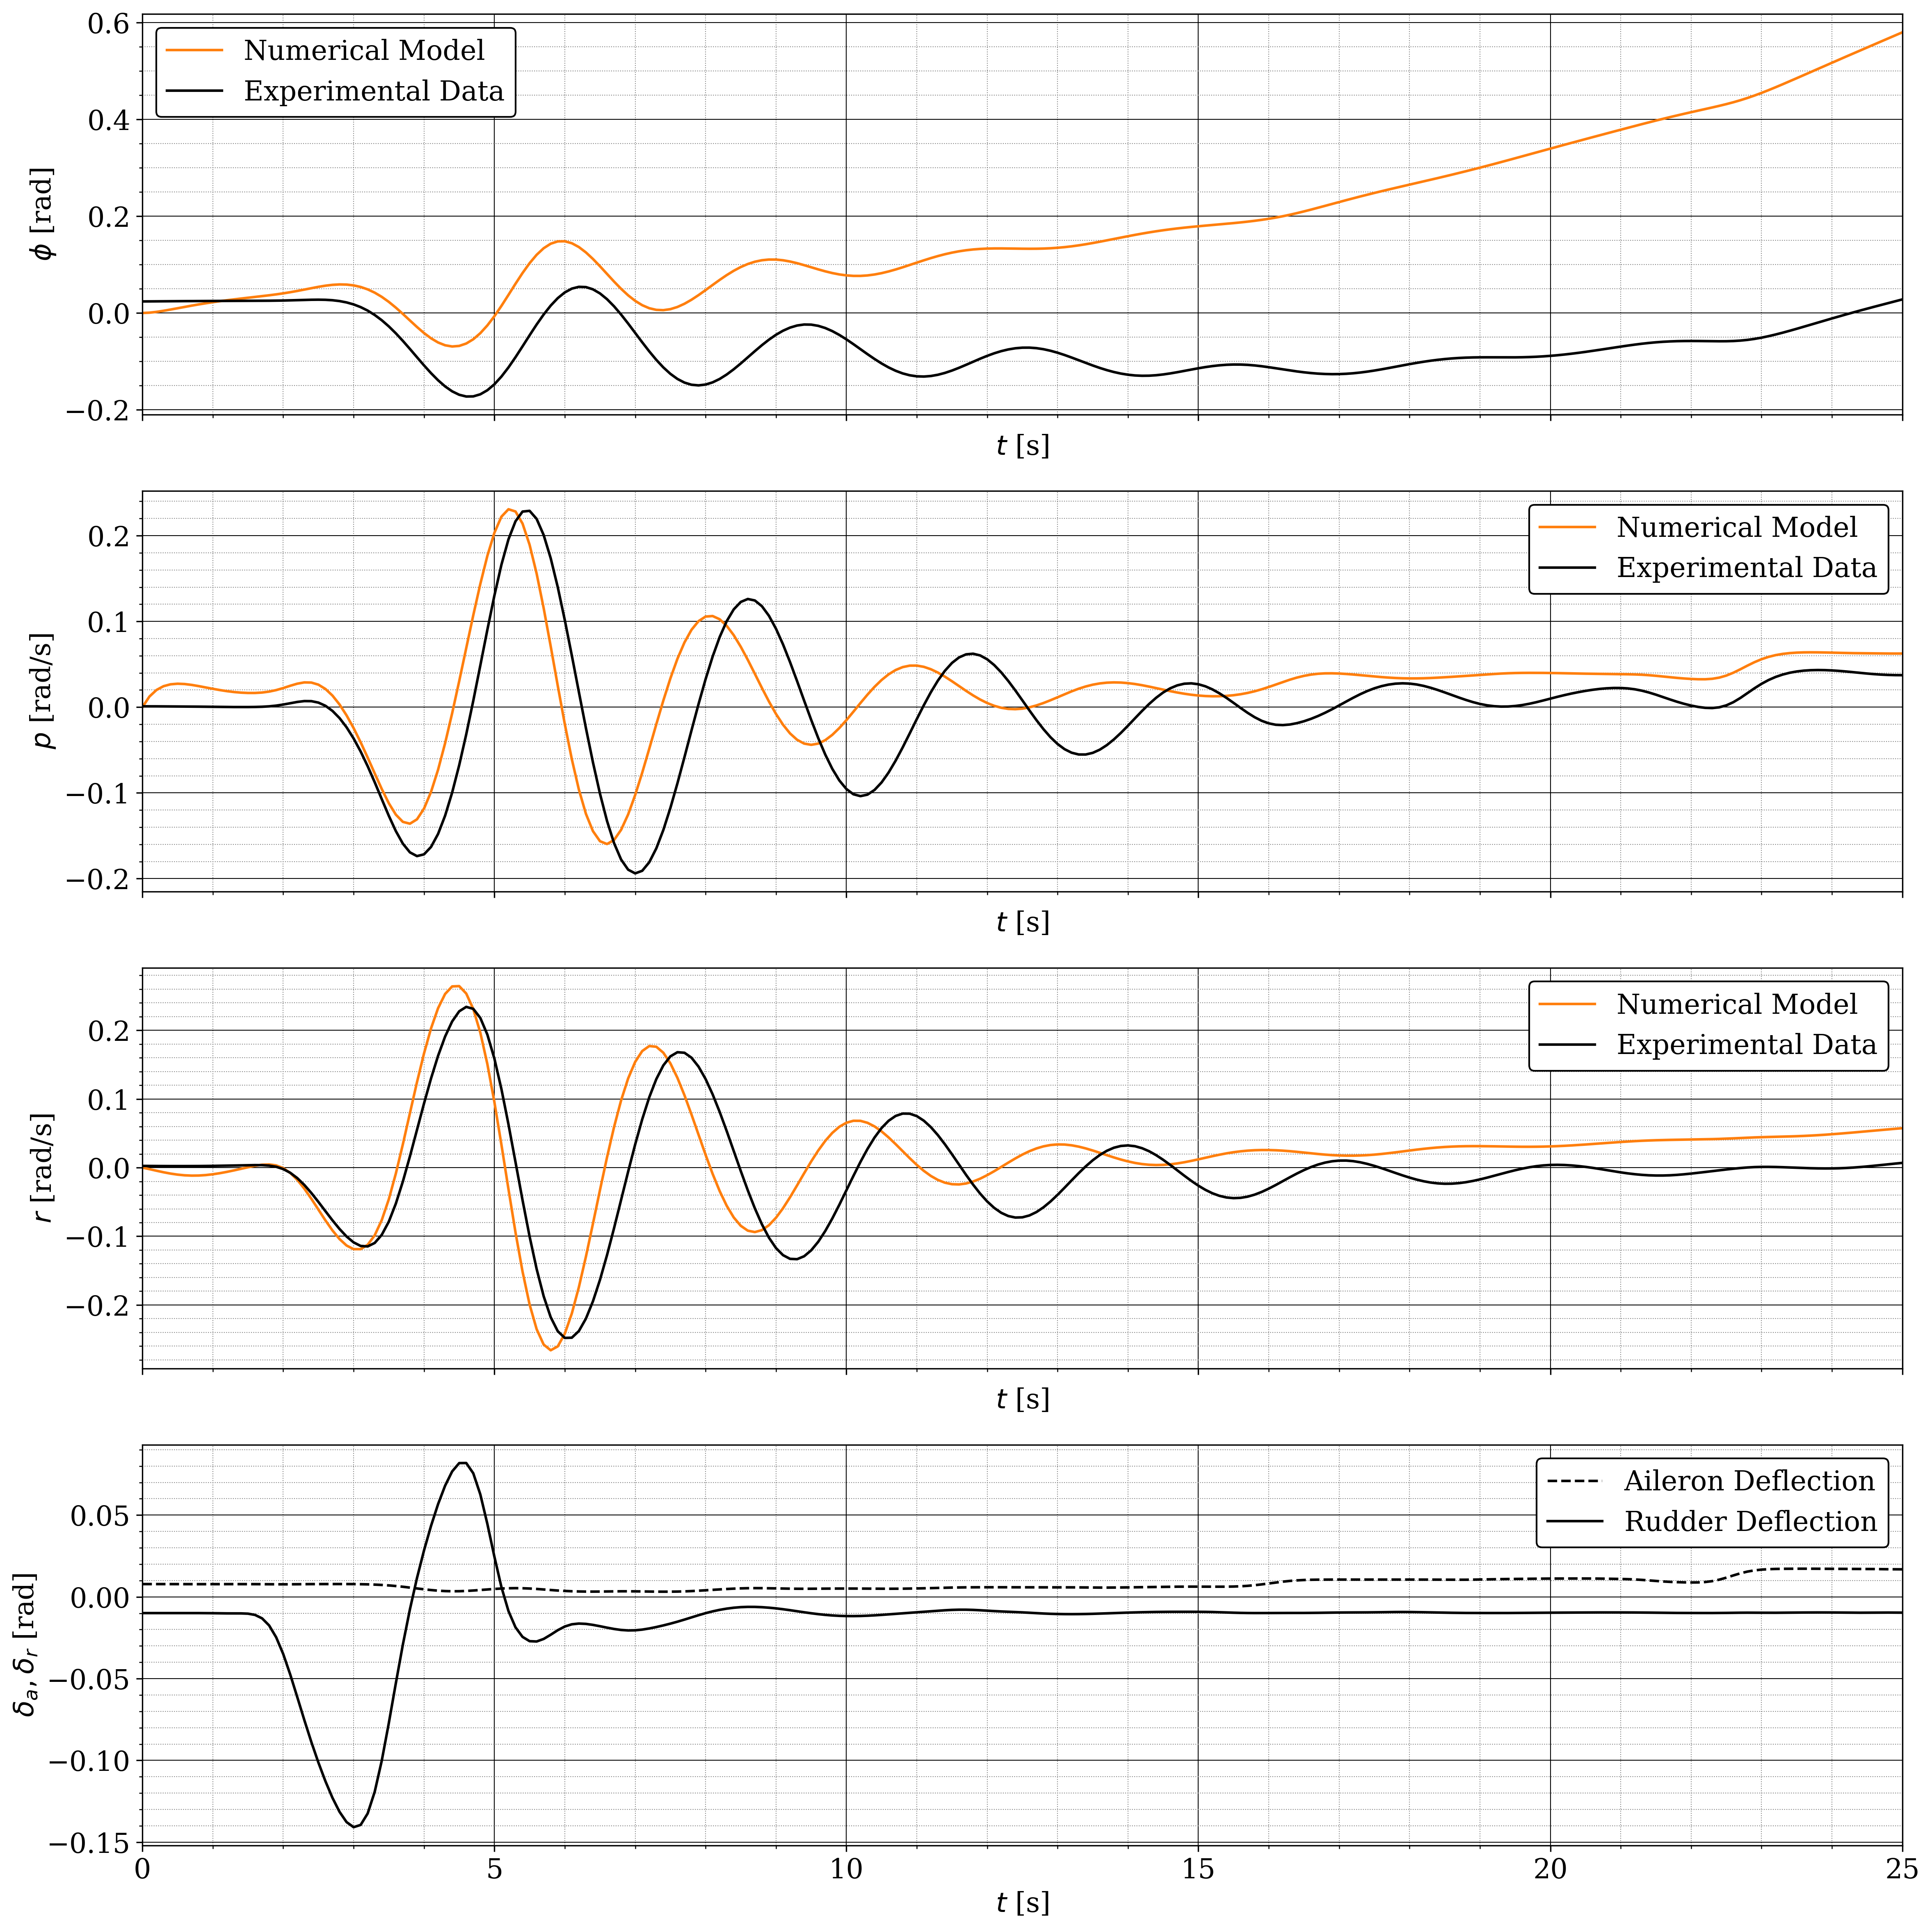 0.6
0.4
0.2
0.0
−0.2
ϕ [rad]
Numerical Model
Experimental Data
t [s]
0.2
0.1
0.0
−0.1
−0.2
p [rad/s]
Numerical Model
Experimental Data
t [s]
0.2
0.1
0.0
−0.1
−0.2
r [rad/s]
Numerical Model
Experimental Data
t [s]
0.05
0.00
−0.05
−0.10
−0.15
δa, δr [rad]
Aileron Deflection
Rudder Deflection
0 5 10 15 20 25
t [s]